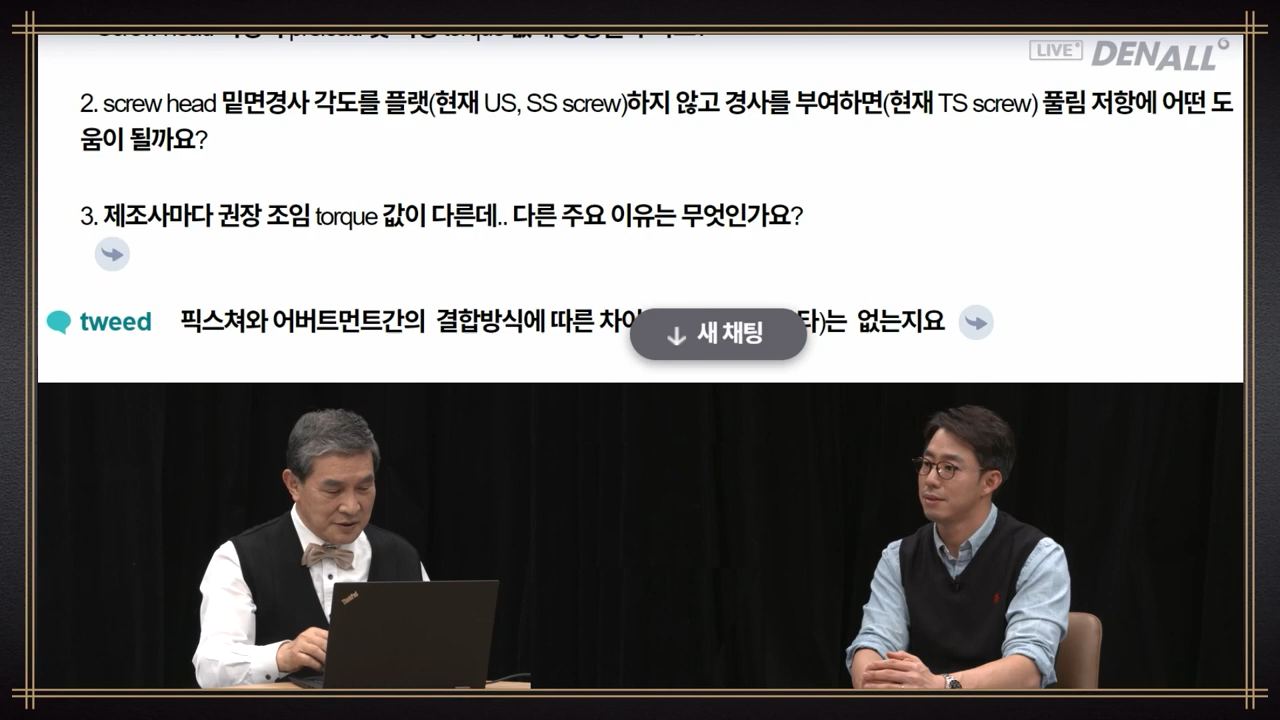 LIVE
DENALL
2. screw head 밑면경사 각도를 플랫(현재 US, SS screw)하지 않고 경사를 부여하면(현재 TS screw) 풀림 저항에 어떤 도
움이 될까요?
3. 제조사마다 권장 조임 torque 값이 다른데.. 다른 주요 이유는 무엇인가요?
tweed 픽스쳐와 어버트먼트간의 결합방식에 따른 차이 타)는 없는지요
새 채팅
ThinkPad